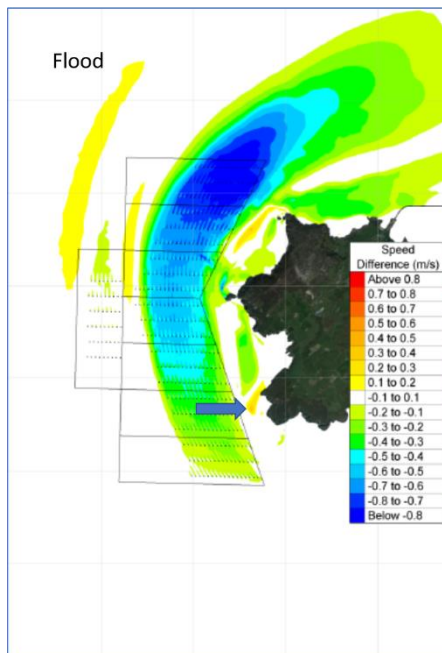 Flood
Speed
Difference (m/s)
Above 0.8
0.7 to 0.8
0.6 to 0.7
0.5 to 0.6
0.4 to 0.5
0.3 to 0.4
0.2 to 0.3
0.1 to 0.2
-0.1 to 0.1
-0.2 to -0.1
-0.3 to -0.2
-0.4 to -0.3
-0.5 to -0.4
-0.6 to -0.5
-0.7 to -0.6
-0.8 to -0.7
Below -0.8